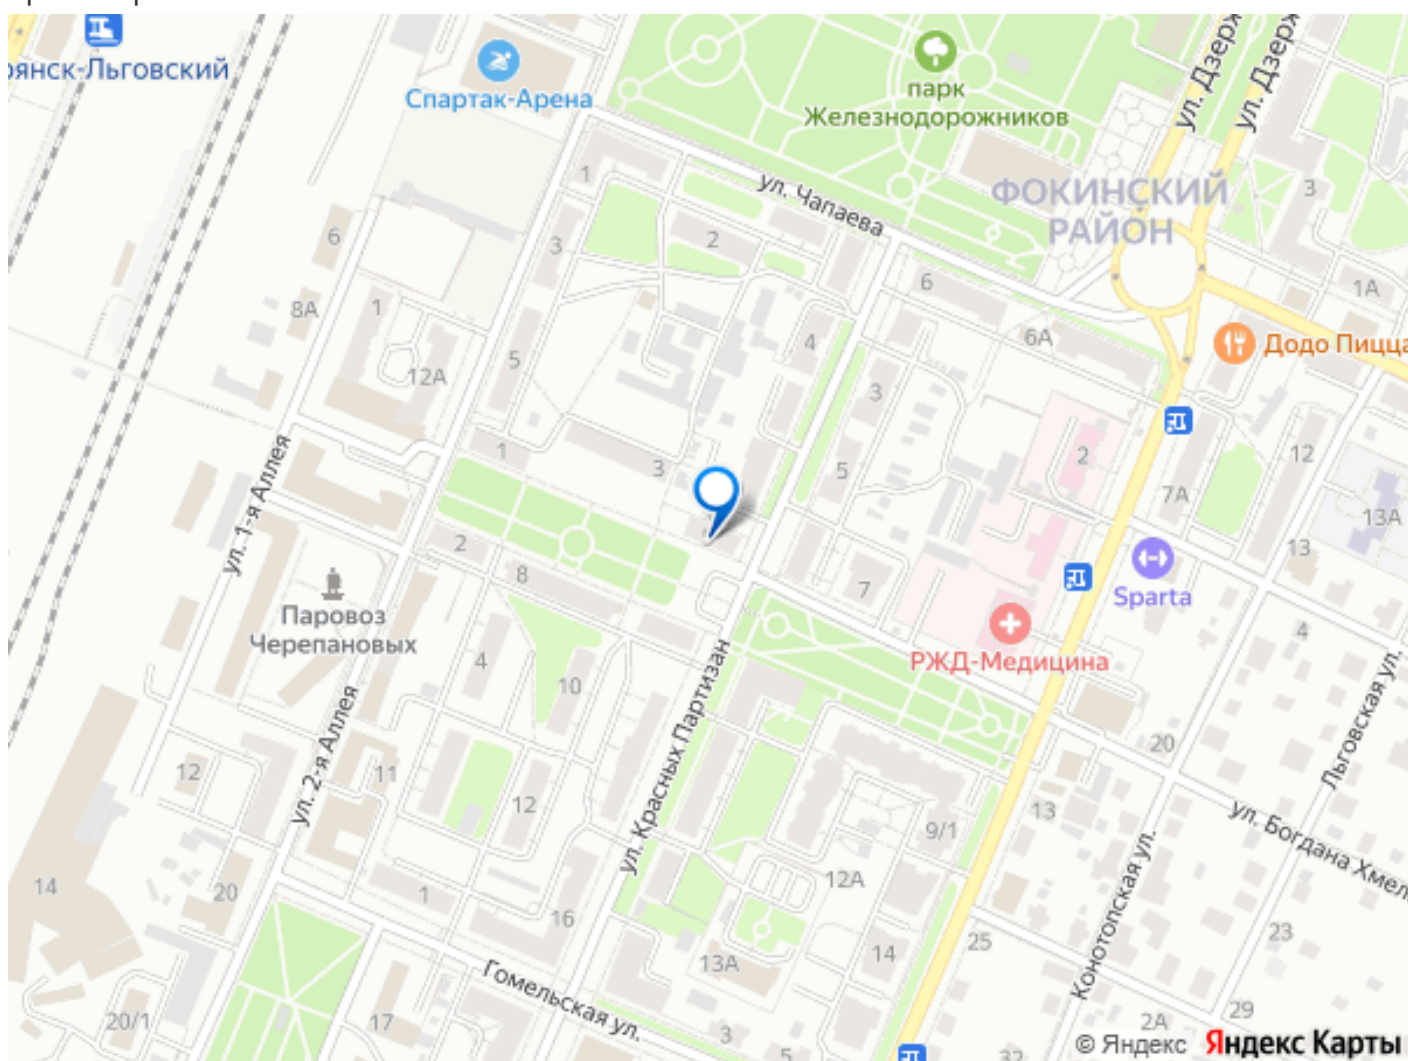 рянск-Льговский
Спартак-Арена
парк
Железнодорожников
ул. Дзерж
ул. Дзерж
ФОКИНСКИЙ
РАЙОН
ул. Чапаева
1
3
2
6
6
3
1А
8А
1
12А
5
4
6А
Додо Пицца
3
1
3
5
2
7А
12
13А
13
ул. 1-я Аллея
2
8
Паровоз
Черепановых
7
Sparta
РЖД-Медицина
4
4
10
ул. Красных Партизан
Льговская ул.
20
12
ул. 2-я Аллея
11
12
9/1
13
ул. Богдана Хмел
Конотопская ул.
14
20
1
16
12А
25
23
13А
14
Гомельская ул.
20/1
17
3
5
32
2А
29
© Яндекс Яндекс Карты